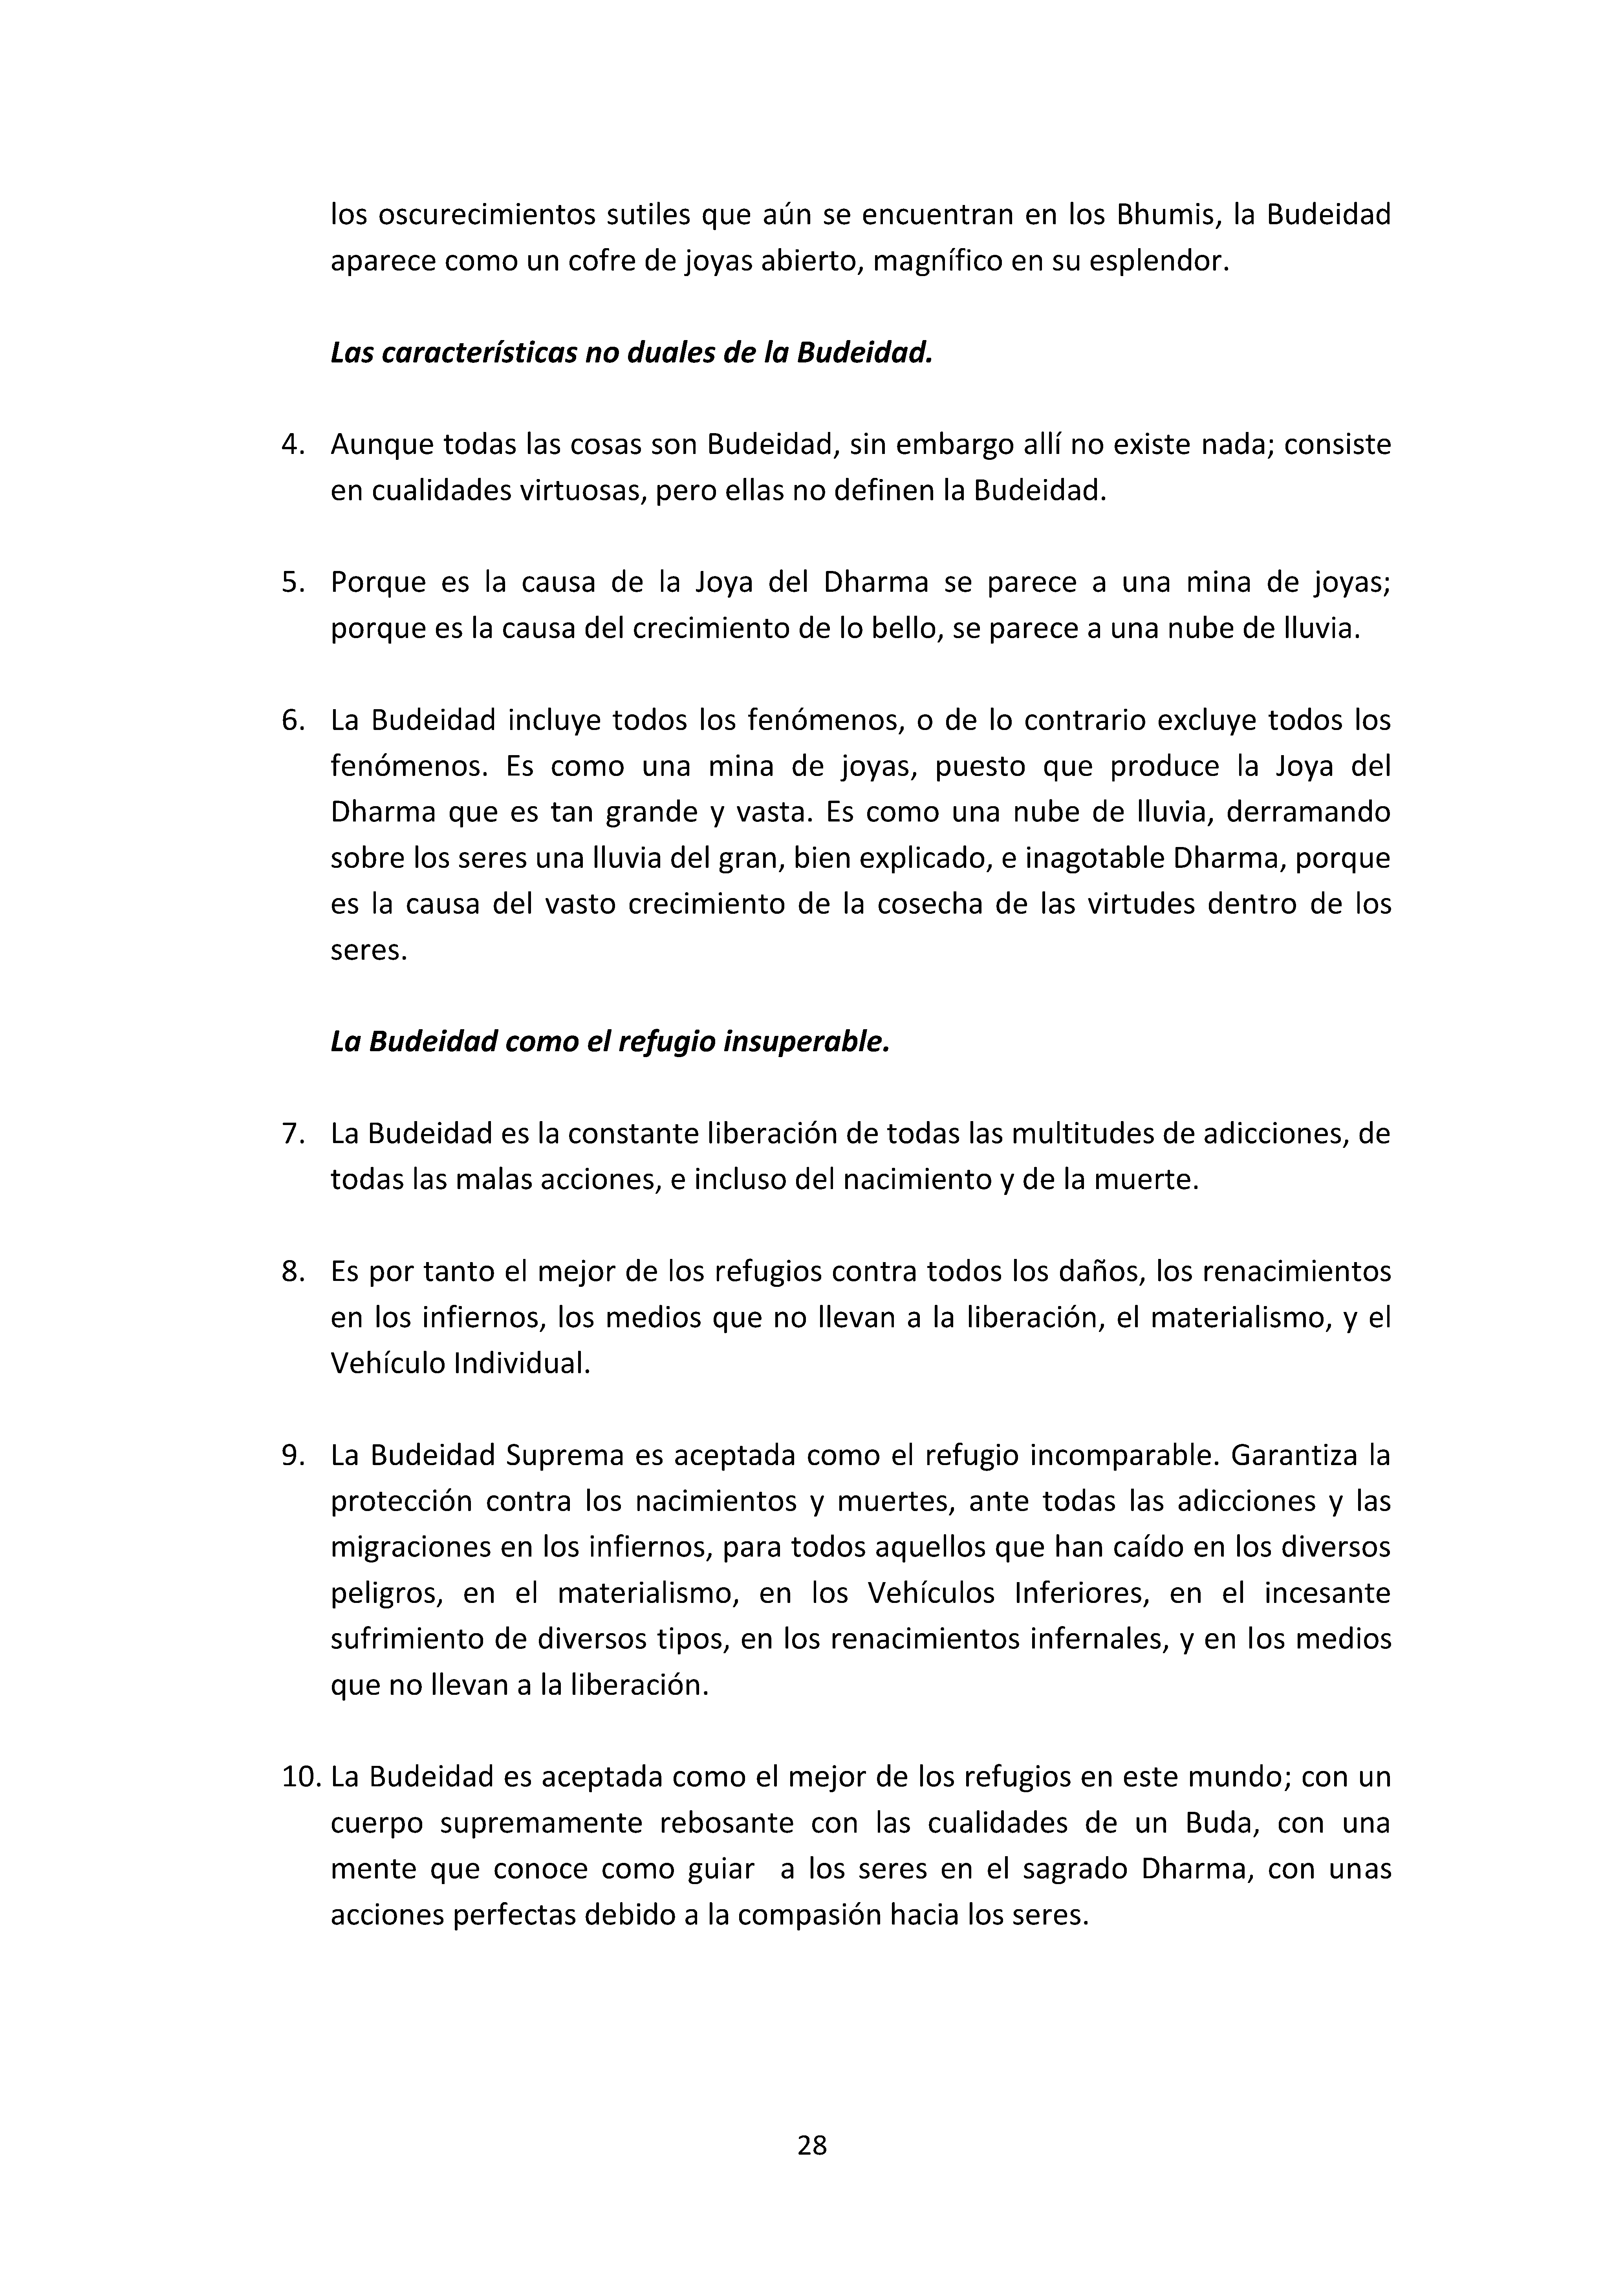 los oscurecimientos sutiles que aún se encuentran en los Bhumis, la Budeidad
aparece como un cofre de joyas abierto, magnífico en su esplendor.
Las características no duales de la Budeidad.
4. Aunque todas las cosas son Budeidad, sin embargo allí no existe nada; consiste
en cualidades virtuosas, pero ellas no definen la Budeidad.
5. Porque es la causa de la Joya del Dharma se parece a una mina de joyas;
porque es la causa del crecimiento de lo bello, se parece a una nube de lluvia.
6. La Budeidad incluye todos los fenómenos, o de lo contrario excluye todos los
fenómenos. Es como una mina de joyas, puesto que produce la Joya del
Dharma que es tan grande y vasta. Es como una nube de lluvia, derramando
sobre los seres una lluvia del gran, bien explicado, e inagotable Dharma, porque
es la causa del vasto crecimiento de la cosecha de las virtudes dentro de los
seres.
La Budeidad como el refugio insuperable.
7. La Budeidad es la constante liberación de todas las multitudes de adicciones, de
todas las malas acciones, e incluso del nacimiento y de la muerte.
8. Es por tanto el mejor de los refugios contra todos los daños, los renacimientos
en los infiernos, los medios que no llevan a la liberación, el materialismo, y el
Vehículo Individual.
9. La Budeidad Suprema es aceptada como el refugio incomparable. Garantiza la
protección contra los nacimientos y muertes, ante todas las adicciones y las
migraciones en los infiernos, para todos aquellos que han caído en los diversos
peligros, en el materialismo, en los Vehículos Inferiores, en el incesante
sufrimiento de diversos tipos, en los renacimientos infernales, y en los medios
que no llevan a la liberación.
10. La Budeidad es aceptada como el mejor de los refugios en este mundo; con un
cuerpo supremamente rebosante con las cualidades de un Buda, con una
mente que conoce como guiar  a los seres en el sagrado Dharma, con unas
acciones perfectas debido a la compasión hacia los seres.
28